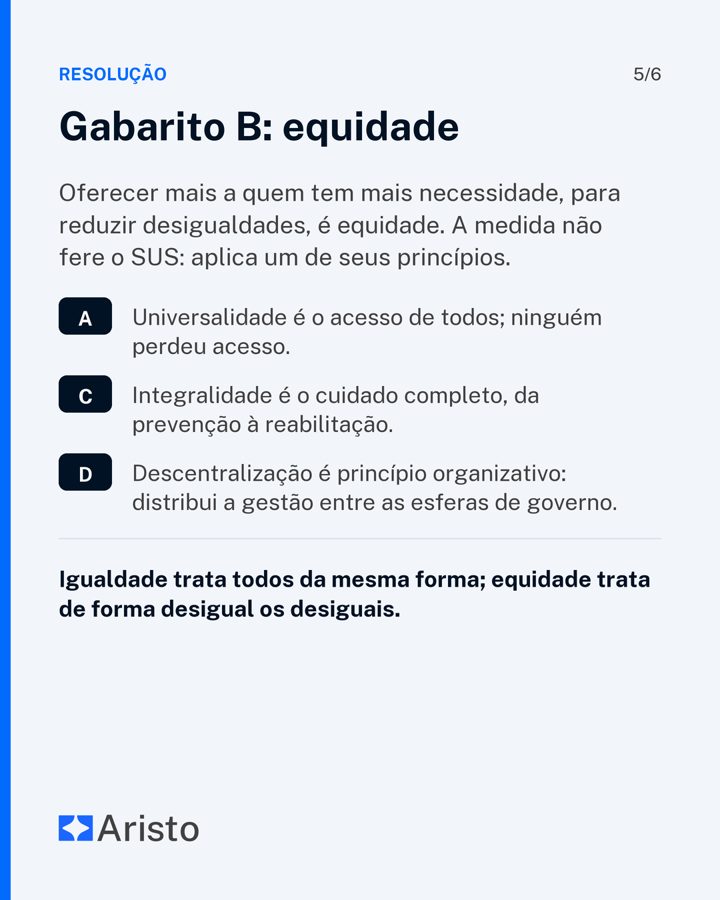 RESOLUÇÃO
5/6
Gabarito B: equidade
Oferecer mais a quem tem mais necessidade, para
reduzir desigualdades, é equidade. A medida não
fere o SUS: aplica um de seus princípios.
A
Universalidade é o acesso de todos; ninguém
perdeu acesso.
C
Integralidade é o cuidado completo, da
prevenção à reabilitação.
D
Descentralização é princípio organizativo:
distribui a gestão entre as esferas de governo.
Igualdade trata todos da mesma forma; equidade trata
de forma desigual os desiguais.
Aristo